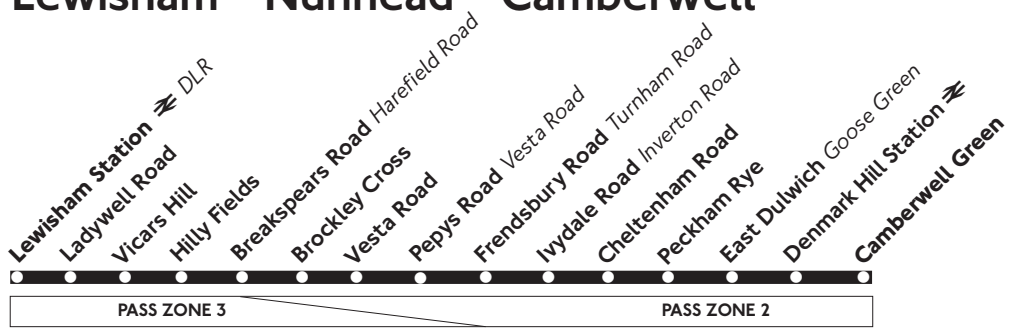 Lewisham – Nunhead – Camberwell
Lewisham Station DLR
Ladywell Road
Vicars Hill
Hilly Fields
Breakspears Road Harefield Road
Brockley Cross
Vesta Road
Pepys Road Vesta Road
Frendsbury Road Turnham Road
Ivydale Road Inverton Road
Cheltenham Road
Peckham Rye
East Dulwich Goose Green
Denmark Hill Station
Camberwell Green
PASS ZONE 3
PASS ZONE 2